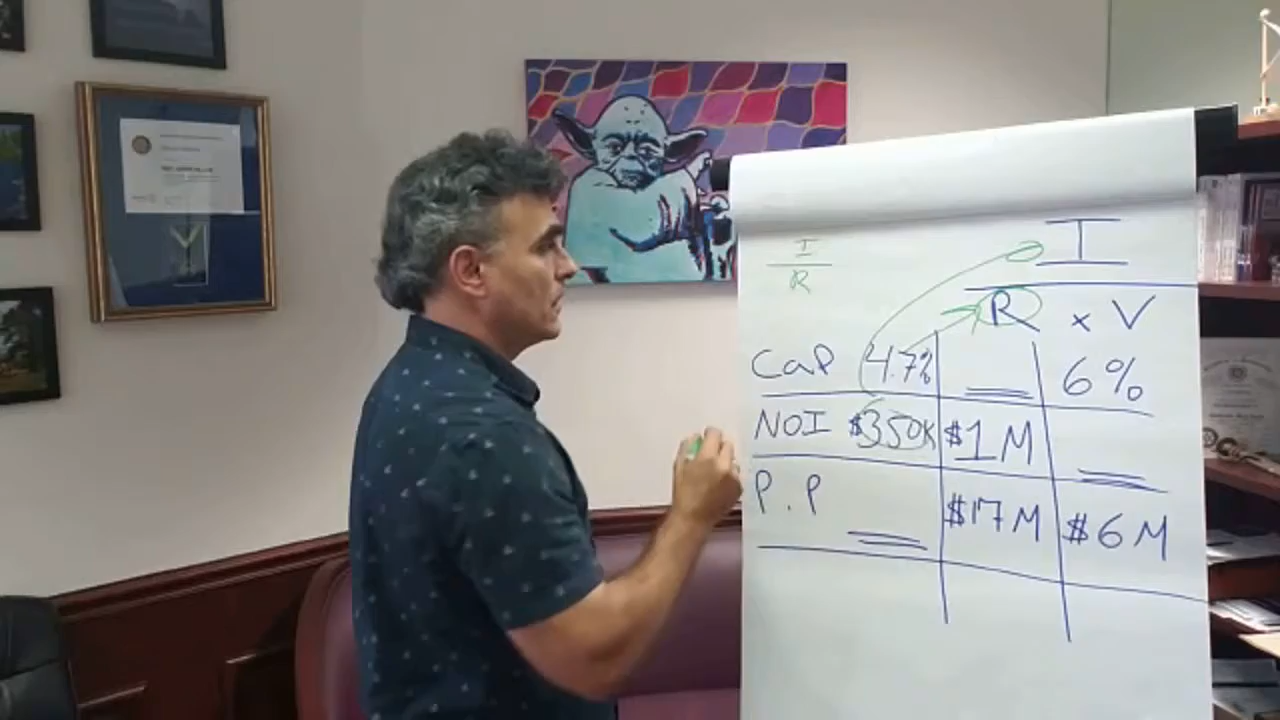 I
I
R
R x V
Cap 4.7% 6%
NOI $350K $1M
P.P $17M $6M